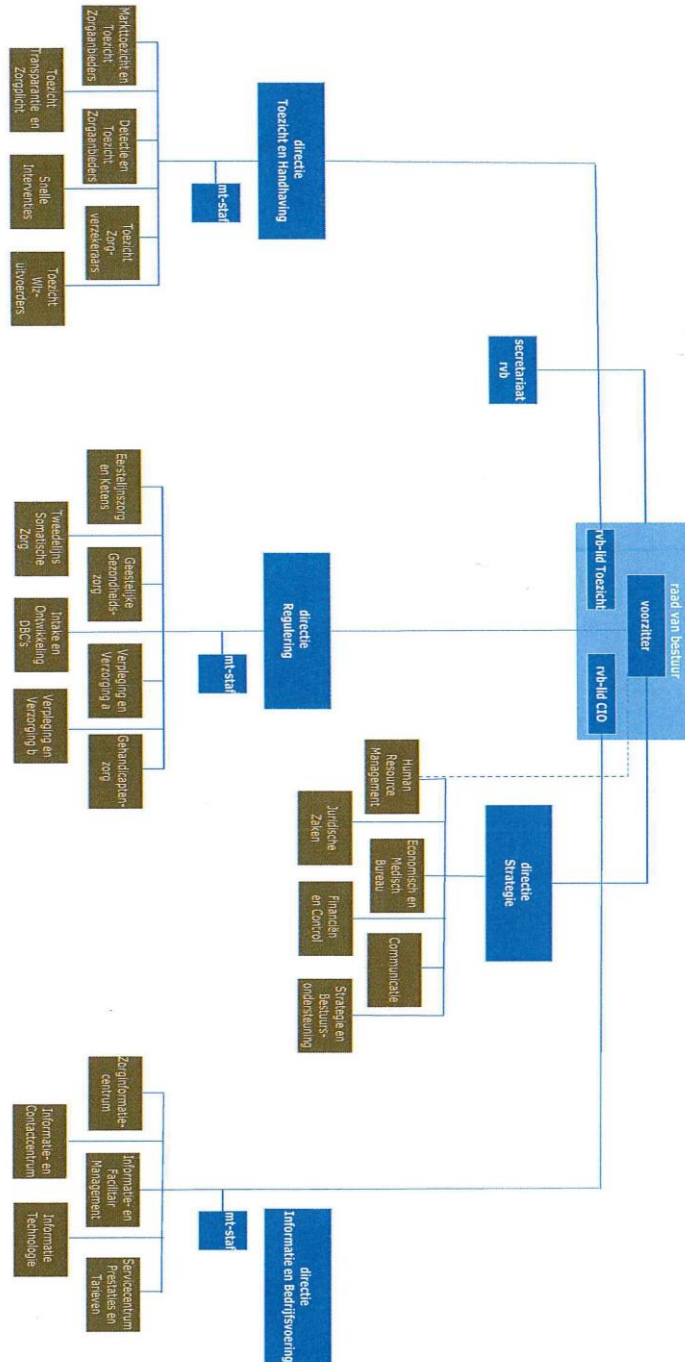 raad van bestuur
voorzitter
rvb-lid Toezicht
rvb-lid CIO
secretariaat
rvb
directie
Toezicht en Handhaving
mt-staf
Markttoezicht en
Toezicht
Zorgaanbieders
Detectie en
Toezicht
Zorgaanbieders
Toezicht
Zorg-
verzekeraars
Toezicht
Transparantie en
Zorgplicht
Snelle
Interventies
Toezicht
Wlz-
uitvoerders
directie
Regulering
mt-staf
Eerstelijnszorg
en Ketens
Geestelijke
Gezondheids-
zorg
Verpleging en
Verzorging a
Gehandicapten-
zorg
Tweedelijns
Somatische
Zorg
Intake en
Ontwikkeling
DBC's
Verpleging en
Verzorging b
directie
Strategie
Human
Resource
Management
Economisch en
Medisch
Bureau
Communicatie
Juridische
Zaken
Financiën
en Control
Strategie en
Bestuurs-
ondersteuning
directie
Informatie en Bedrijfsvoering
mt-staf
Zorginformatie-
centrum
Informatie- en
Facilitair
Management
Servicecentrum
Prestaties en
Tarieven
Informatie- en
Contactcentrum
Informatie
Technologie